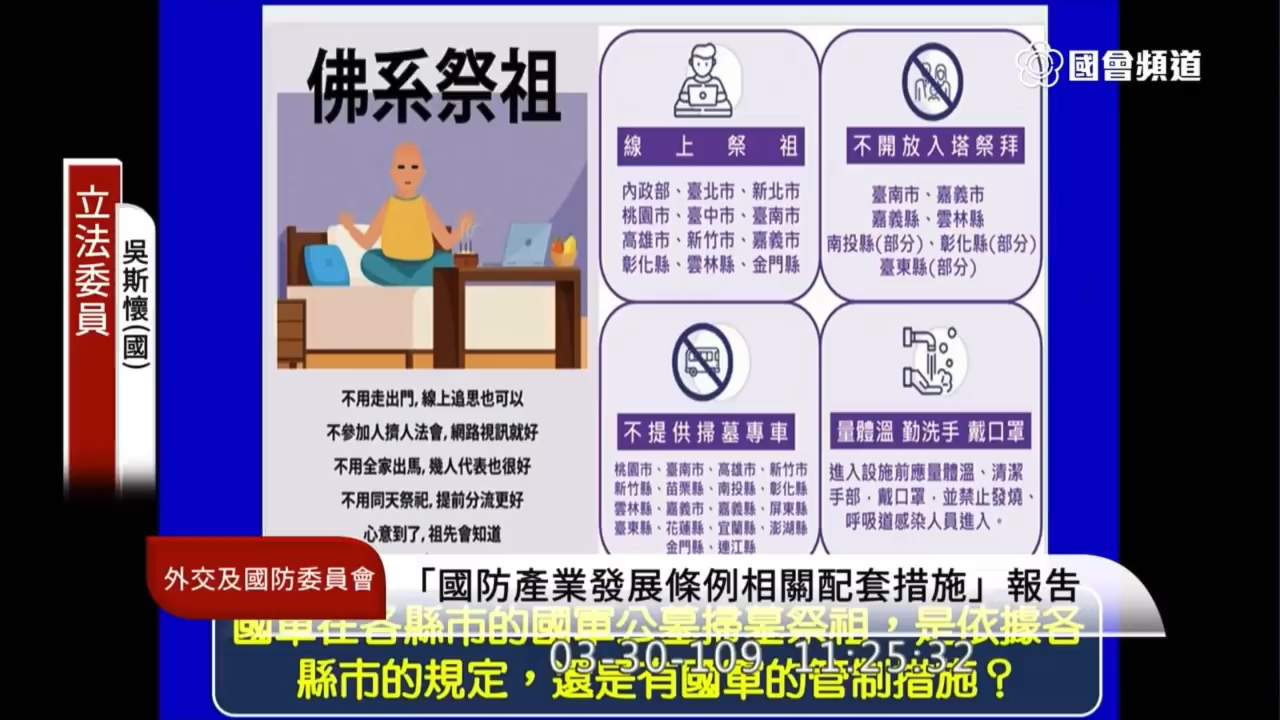 國會頻道
立法委員
吳斯懷(國)
佛系祭祖
不用走出門, 線上追思也可以
不參加人擠人法會, 網路視訊就好
不用全家出馬, 幾人代表也很好
不用同天祭祀, 提前分流更好
心意到了, 祖先會知道
線上祭祖
內政部、臺北市、新北市
桃園市、臺中市、臺南市
高雄市、新竹市、嘉義市
彰化縣、雲林縣、金門縣
不開放入塔祭拜
臺南市、嘉義市
嘉義縣、雲林縣
南投縣(部分)、彰化縣(部分)
臺東縣(部分)
不提供掃墓專車
桃園市、臺南市、高雄市、新竹市
新竹縣、苗栗縣、南投縣、彰化縣
雲林縣、嘉義市、嘉義縣、屏東縣
臺東縣、花蓮縣、宜蘭縣、澎湖縣
金門縣、連江縣
量體溫 勤洗手 戴口罩
進入設施前應量體溫、清潔
手部，戴口罩，並禁止發燒、
呼吸道感染人員進入。
外交及國防委員會
「國防產業發展條例相關配套措施」報告
國軍在各縣市的國軍公墓掃墓祭祖，是依據各
縣市的規定，還是有國軍的管制措施？
03-30-109 11:25:32